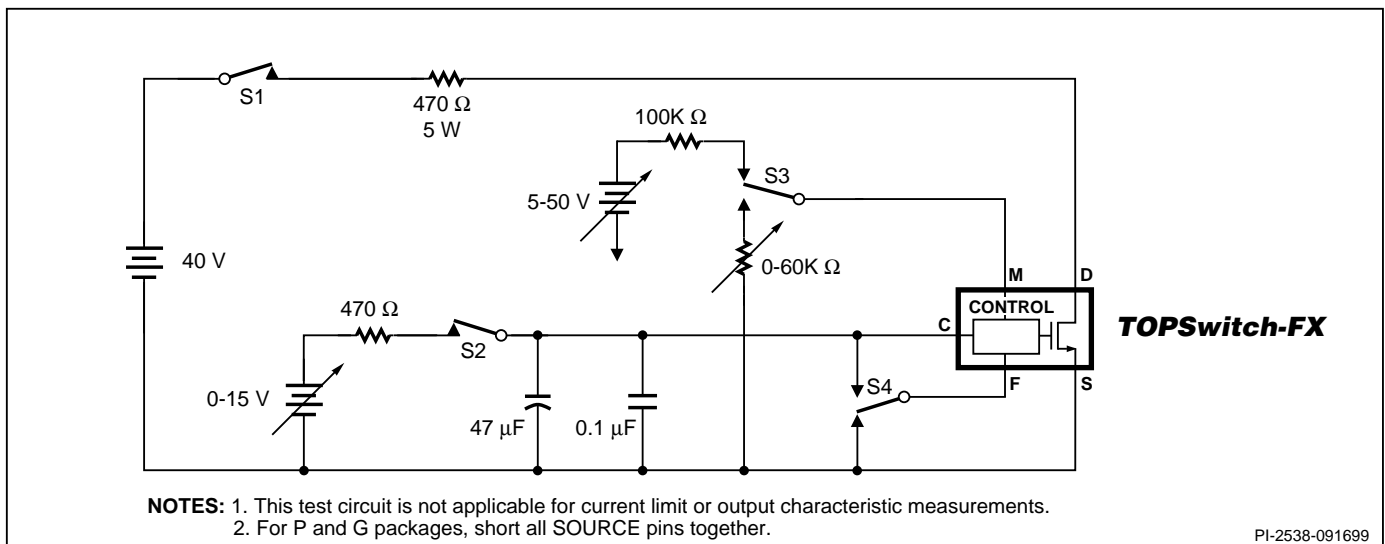 S1
470 Ω
5 W
100K Ω
S3
5-50 V
40 V
0-60K Ω
M
D
470 Ω
CONTROL
C
TOPSwitch-FX
S2
S4
F
S
0-15 V
47 µF
0.1 µF
NOTES: 1. This test circuit is not applicable for current limit or output characteristic measurements.
2. For P and G packages, short all SOURCE pins together.
PI-2538-091699